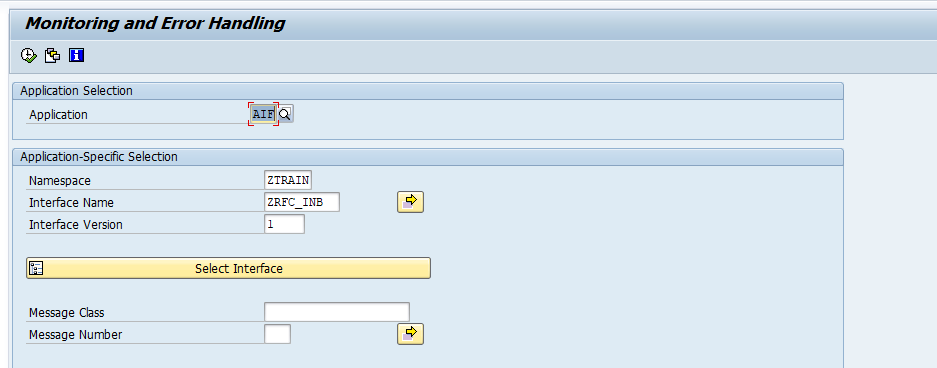 Monitoring and Error Handling
Application Selection
Application AIF
Application-Specific Selection
Namespace ZTRAIN
Interface Name ZRFC_INB
Interface Version 1
Select Interface
Message Class
Message Number